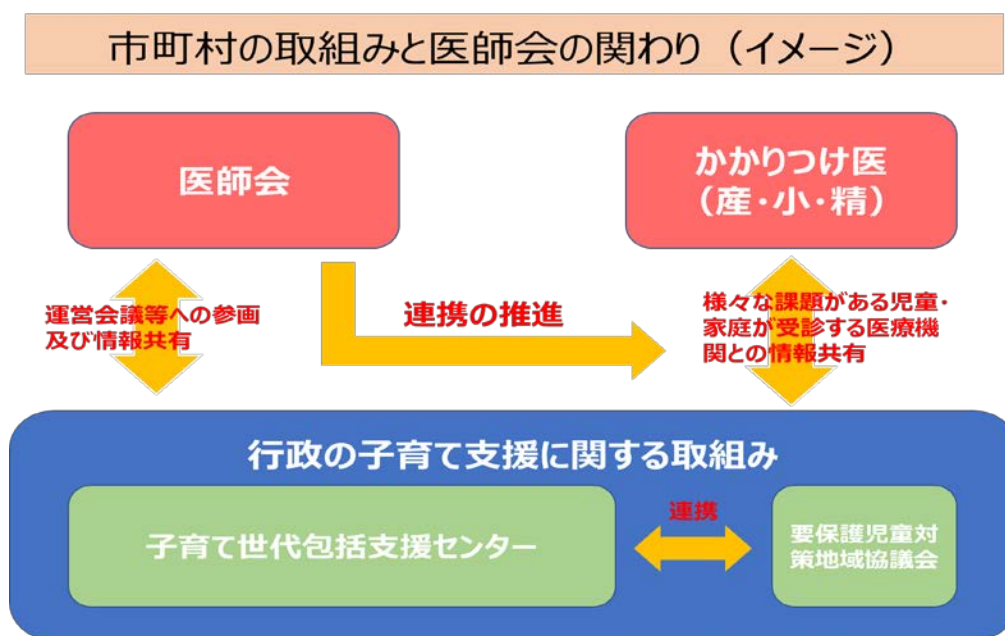 市町村の取組みと医師会の関わり（イメージ）
医師会
かかりつけ医
（産・小・精）
運営会議等への参画
及び情報共有
連携の推進
様々な課題がある児童・
家庭が受診する医療機
関との情報共有
行政の子育て支援に関する取組み
子育て世代包括支援センター
連携
要保護児童対
策地域協議会